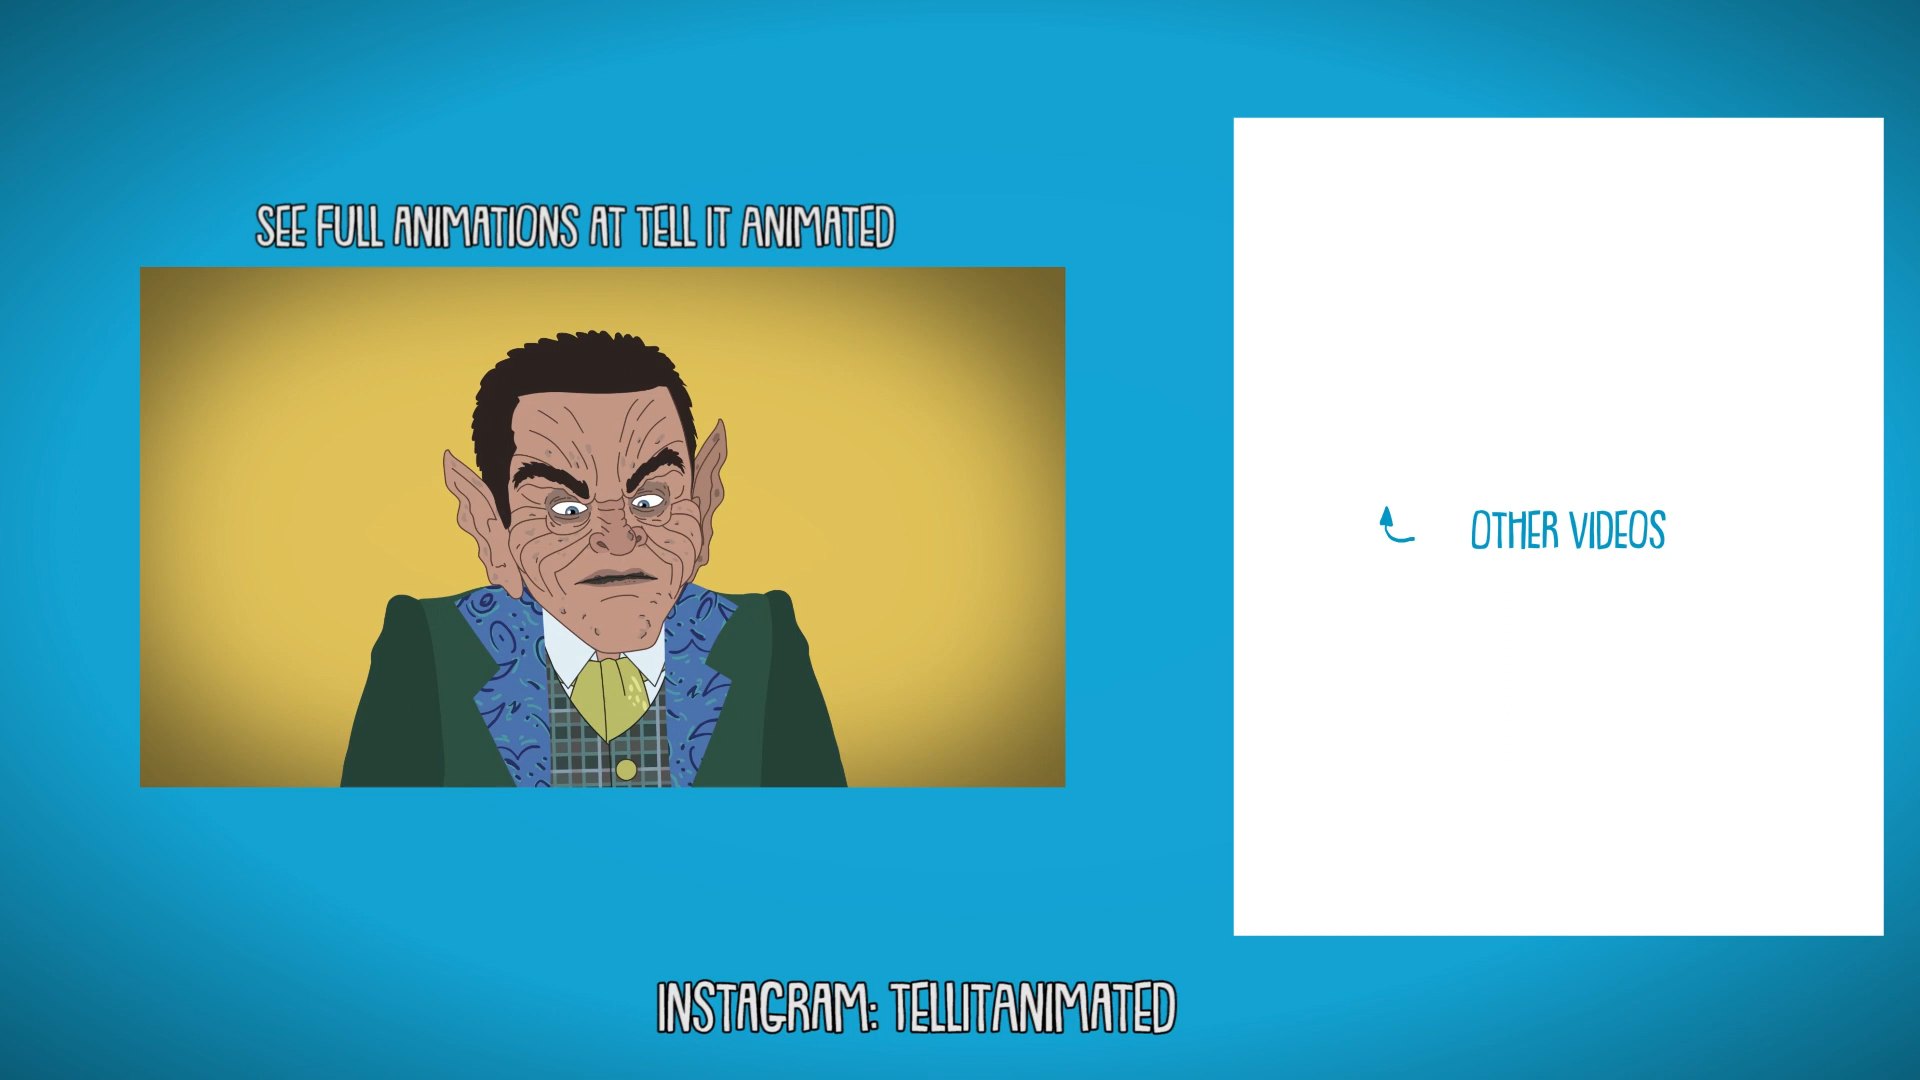 SEE FULL ANIMATIONS AT TELL IT ANIMATED
OTHER VIDEOS
INSTAGRAM: TELLITANIMATED